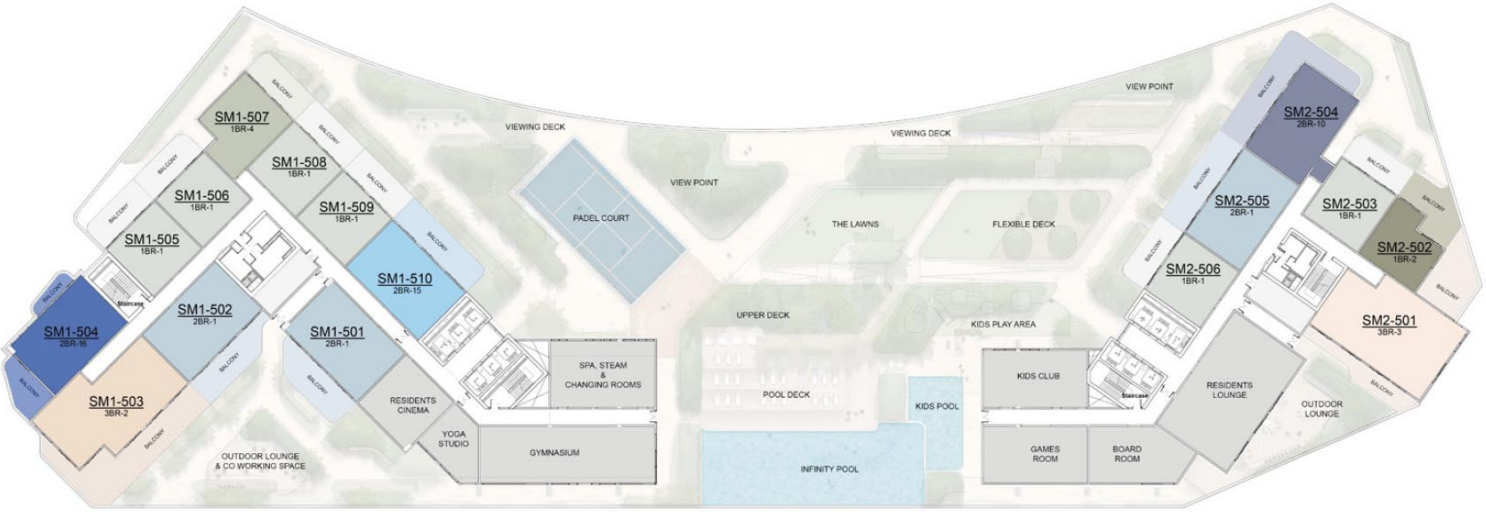 BALCONY
SM1-507
1BR-4
BALCONY
SM1-508
1BR-1
BALCONY
SM1-506
1BR-1
BALCONY
SM1-509
1BR-1
BALCONY
SM1-505
1BR-1
BALCONY
SM1-510
2BR-15
BALCONY
Staircase
SM1-504
2BR-16
BALCONY
SM1-502
2BR-1
BALCONY
SM1-501
2BR-1
BALCONY
SM1-503
3BR-2
BALCONY
RESIDENTS
CINEMA
YOGA
STUDIO
GYMNASIUM
SPA, STEAM
&
CHANGING ROOMS
OUTDOOR LOUNGE
& CO WORKING SPACE
VIEWING DECK
PADEL COURT
VIEW POINT
VIEWING DECK
VIEW POINT
THE LAWNS
FLEXIBLE DECK
UPPER DECK
KIDS PLAY AREA
POOL DECK
KIDS POOL
INFINITY POOL
KIDS CLUB
Staircase
GAMES
ROOM
BOARD
ROOM
RESIDENTS
LOUNGE
OUTDOOR
LOUNGE
BALCONY
SM2-504
2BR-10
BALCONY
SM2-505
2BR-1
BALCONY
SM2-506
1BR-1
BALCONY
SM2-503
1BR-1
BALCONY
SM2-502
1BR-2
BALCONY
SM2-501
3BR-3
BALCONY